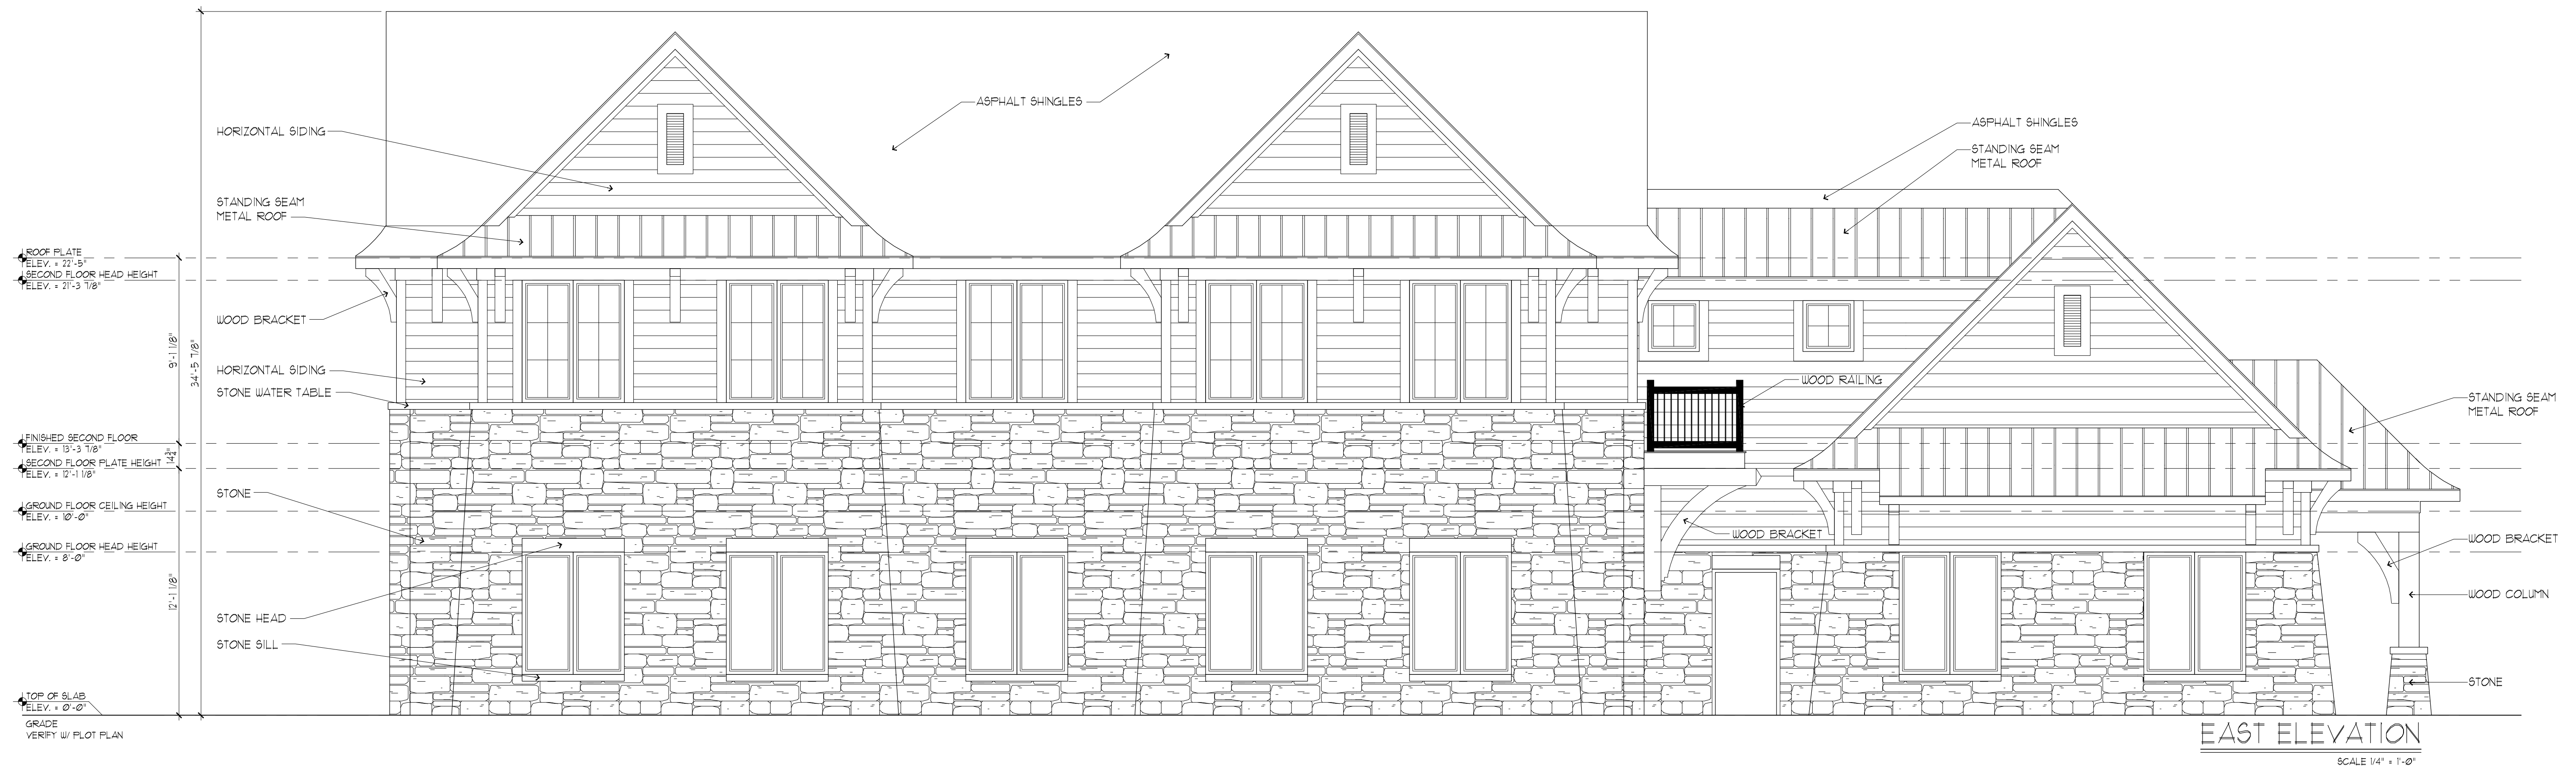 ASPHALT SHINGLES
HORIZONTAL SIDING
ASPHALT SHINGLES
STANDING SEAM
METAL ROOF
STANDING SEAM
METAL ROOF
ROOF PLATE
ELEV. = 22'-5"
SECOND FLOOR HEAD HEIGHT
ELEV. = 21'-3 7/8"
WOOD BRACKET
9'-1 1/8"
34'-5 7/8"
HORIZONTAL SIDING
WOOD RAILING
STONE WATER TABLE
STANDING SEAM
METAL ROOF
FINISHED SECOND FLOOR
ELEV. = 13'-3 7/8"
14 3/4"
SECOND FLOOR PLATE HEIGHT
ELEV. = 12'-1 1/8"
STONE
GROUND FLOOR CEILING HEIGHT
ELEV. = 10'-0"
WOOD BRACKET
WOOD BRACKET
GROUND FLOOR HEAD HEIGHT
ELEV. = 8'-0"
12'-1 1/8"
WOOD COLUMN
STONE HEAD
STONE SILL
STONE
TOP OF SLAB
ELEV. = 0'-0"
GRADE
VERIFY W/ PLOT PLAN
EAST ELEVATION
SCALE 1/4" = 1'-0"